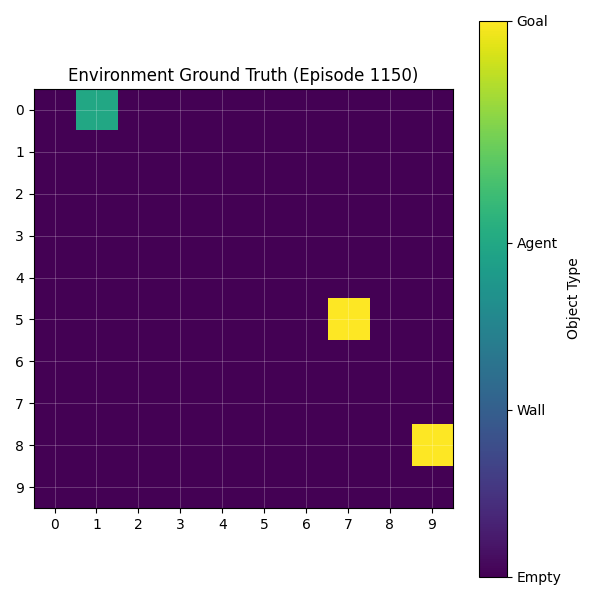 Environment Ground Truth (Episode 1150)
0
1
2
3
4
5
6
7
8
9
0 1 2 3 4 5 6 7 8 9
Goal
Agent
Wall
Empty
Object Type